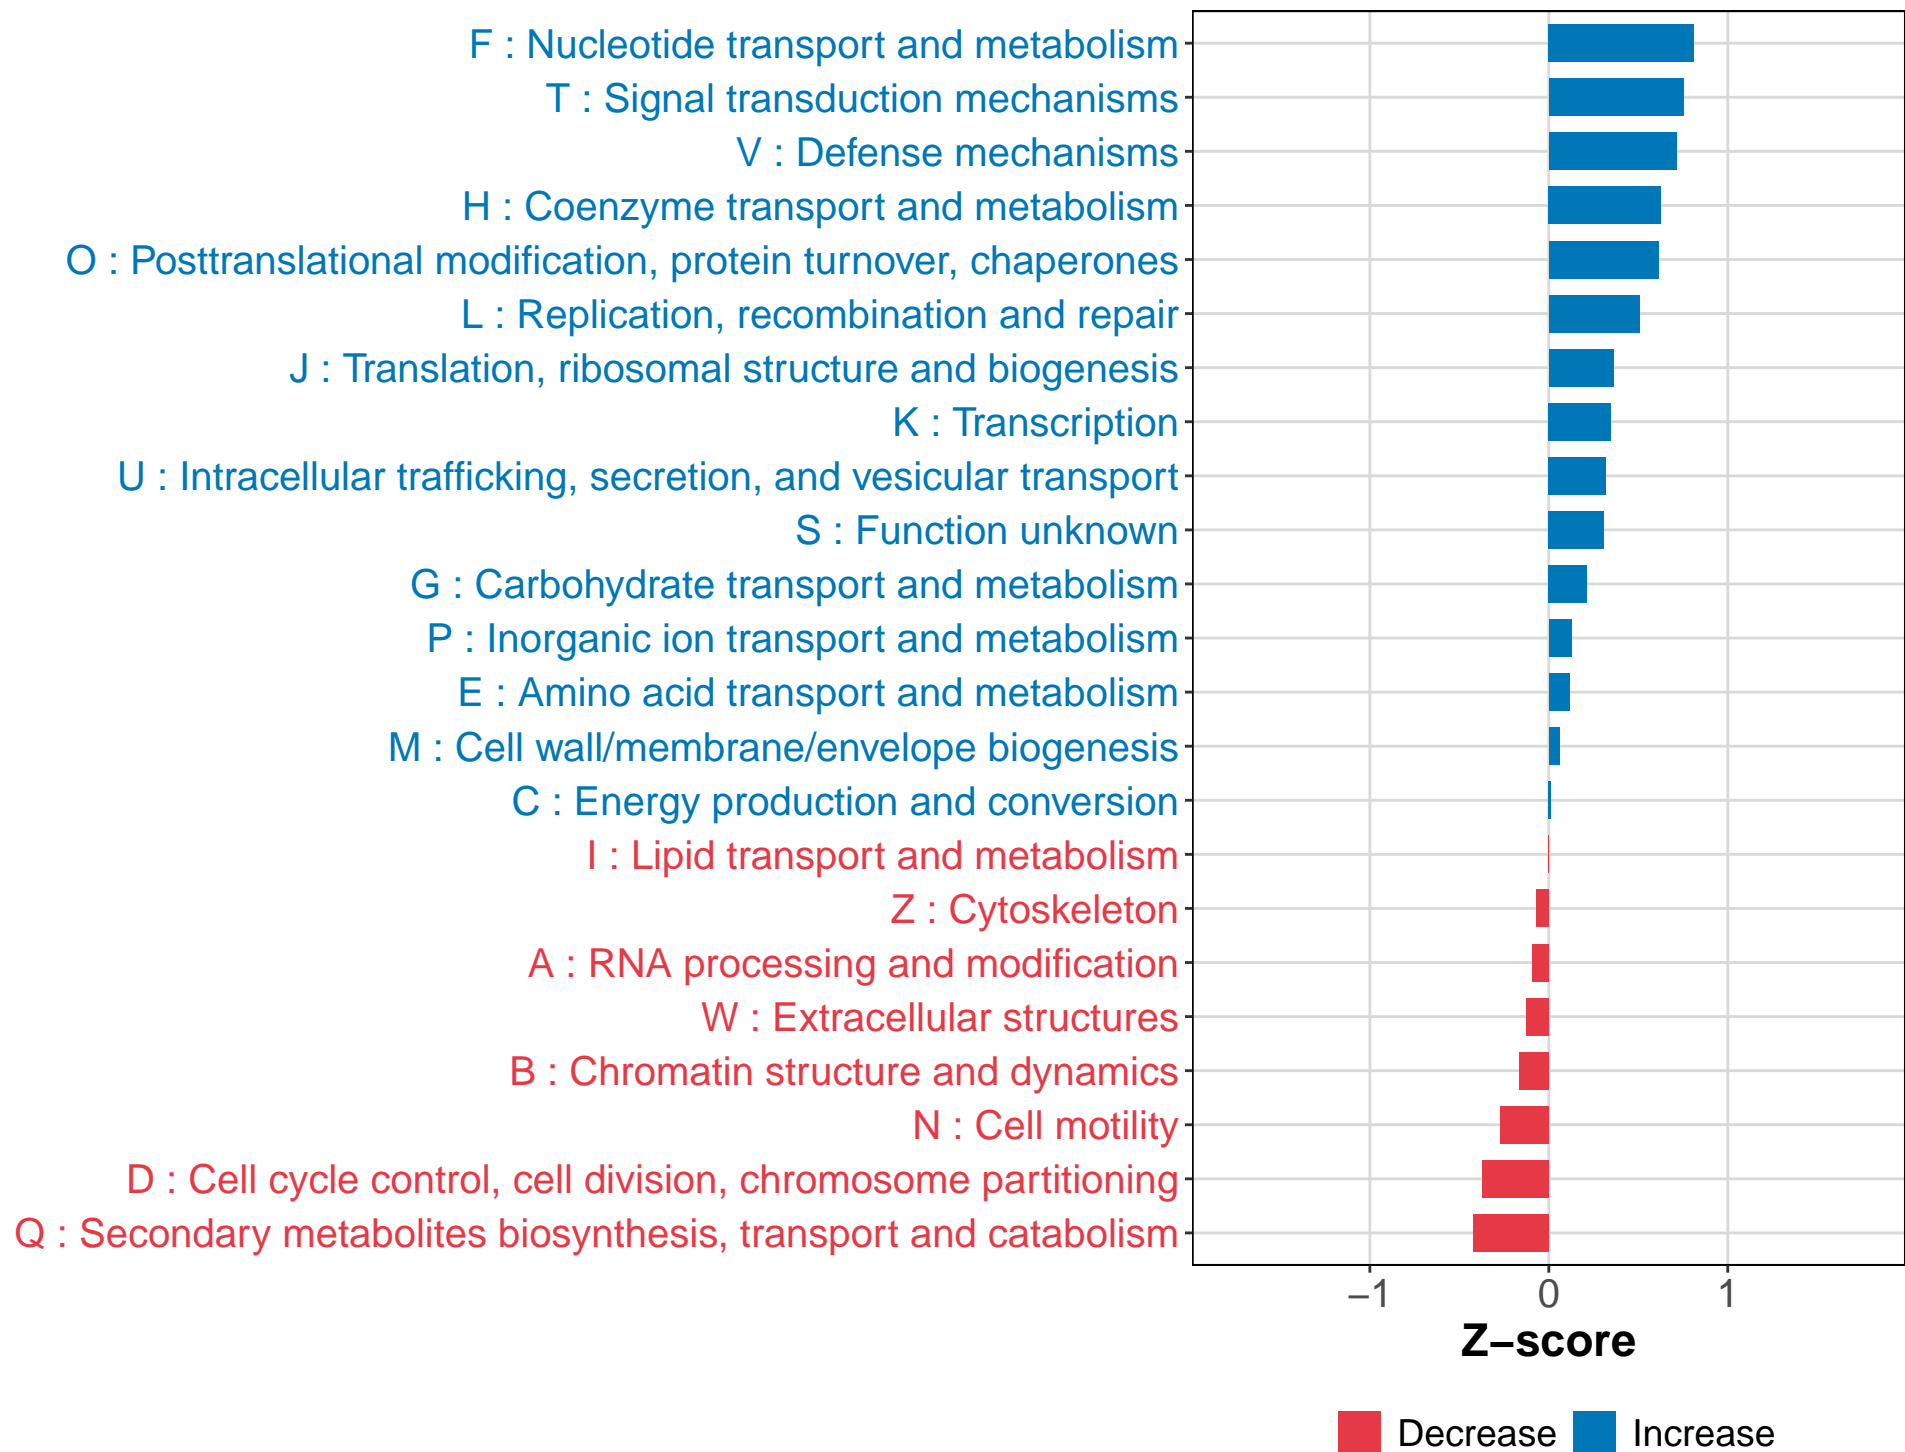 F : Nucleotide transport and metabolism
T : Signal transduction mechanisms
V : Defense mechanisms
H : Coenzyme transport and metabolism
O : Posttranslational modification, protein turnover, chaperones
L : Replication, recombination and repair
J : Translation, ribosomal structure and biogenesis
K : Transcription
U : Intracellular trafficking, secretion, and vesicular transport
S : Function unknown
G : Carbohydrate transport and metabolism
P : Inorganic ion transport and metabolism
E : Amino acid transport and metabolism
M : Cell wall/membrane/envelope biogenesis
C : Energy production and conversion
I : Lipid transport and metabolism
Z : Cytoskeleton
A : RNA processing and modification
W : Extracellular structures
B : Chromatin structure and dynamics
N : Cell motility
D : Cell cycle control, cell division, chromosome partitioning
Q : Secondary metabolites biosynthesis, transport and catabolism
−1 0 1
Z−score
Decrease Increase